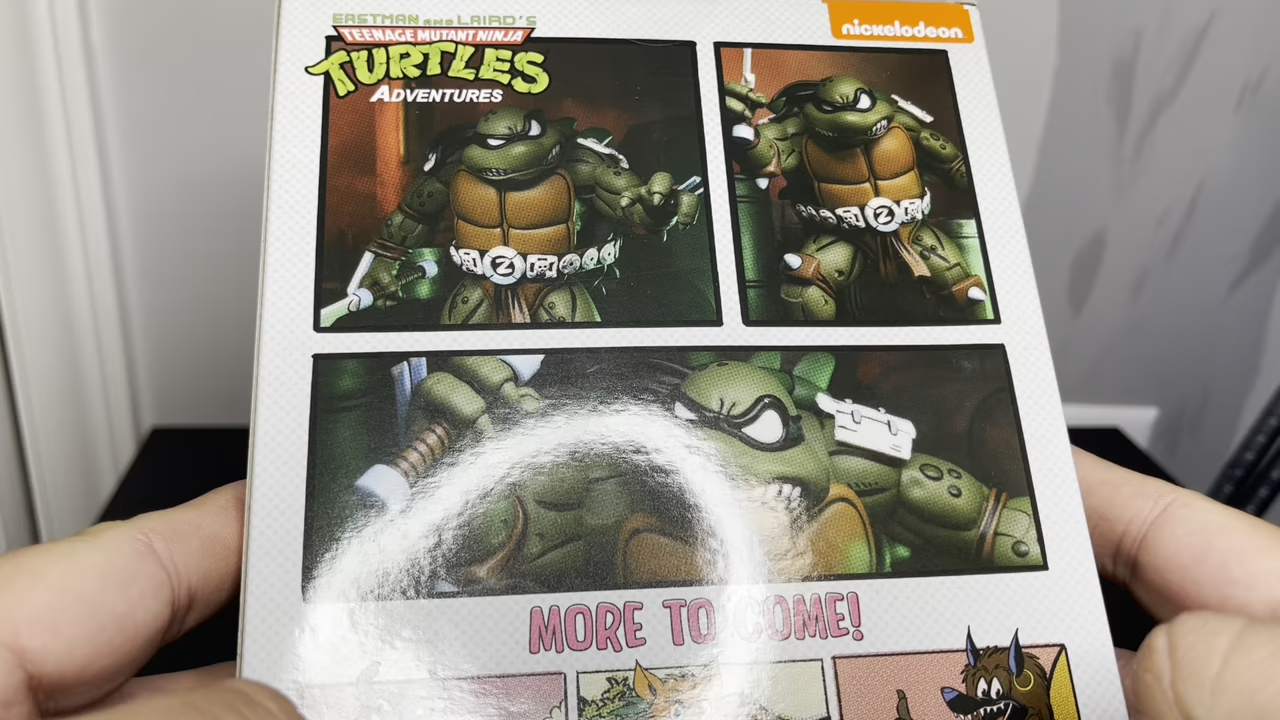 EASTMAN AND LAIRD'S
TEENAGE MUTANT NINJA
TURTLES
ADVENTURES
nickelodeon
Z
Z
MORE TO COME!